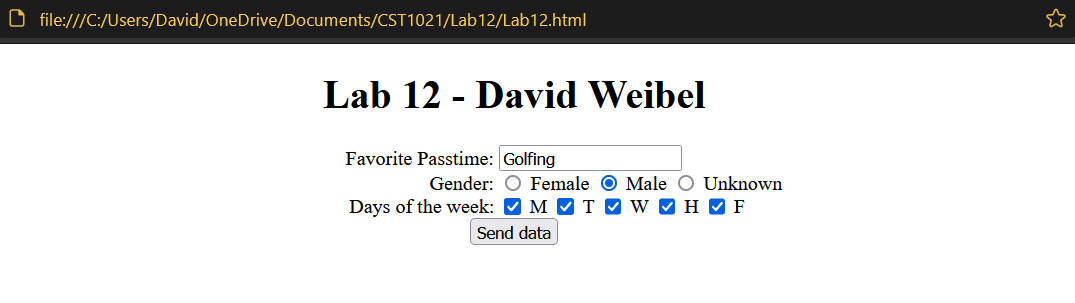 file:///C:/Users/David/OneDrive/Documents/CST1021/Lab12/Lab12.html
Lab 12 - David Weibel
Favorite Passtime: Golfing
Gender: Female Male Unknown
Days of the week: M T W H F
Send data